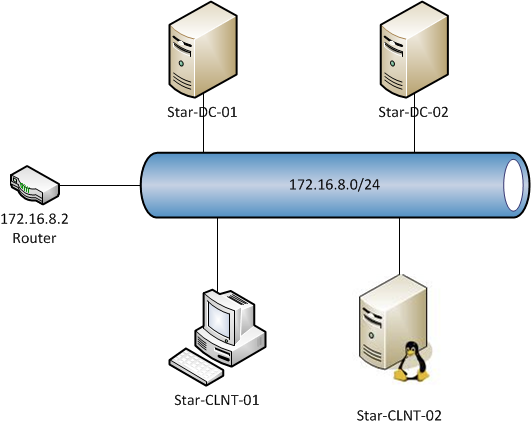 Star-DC-01
Star-DC-02
172.16.8.0/24
172.16.8.2
Router
Star-CLNT-01
Star-CLNT-02